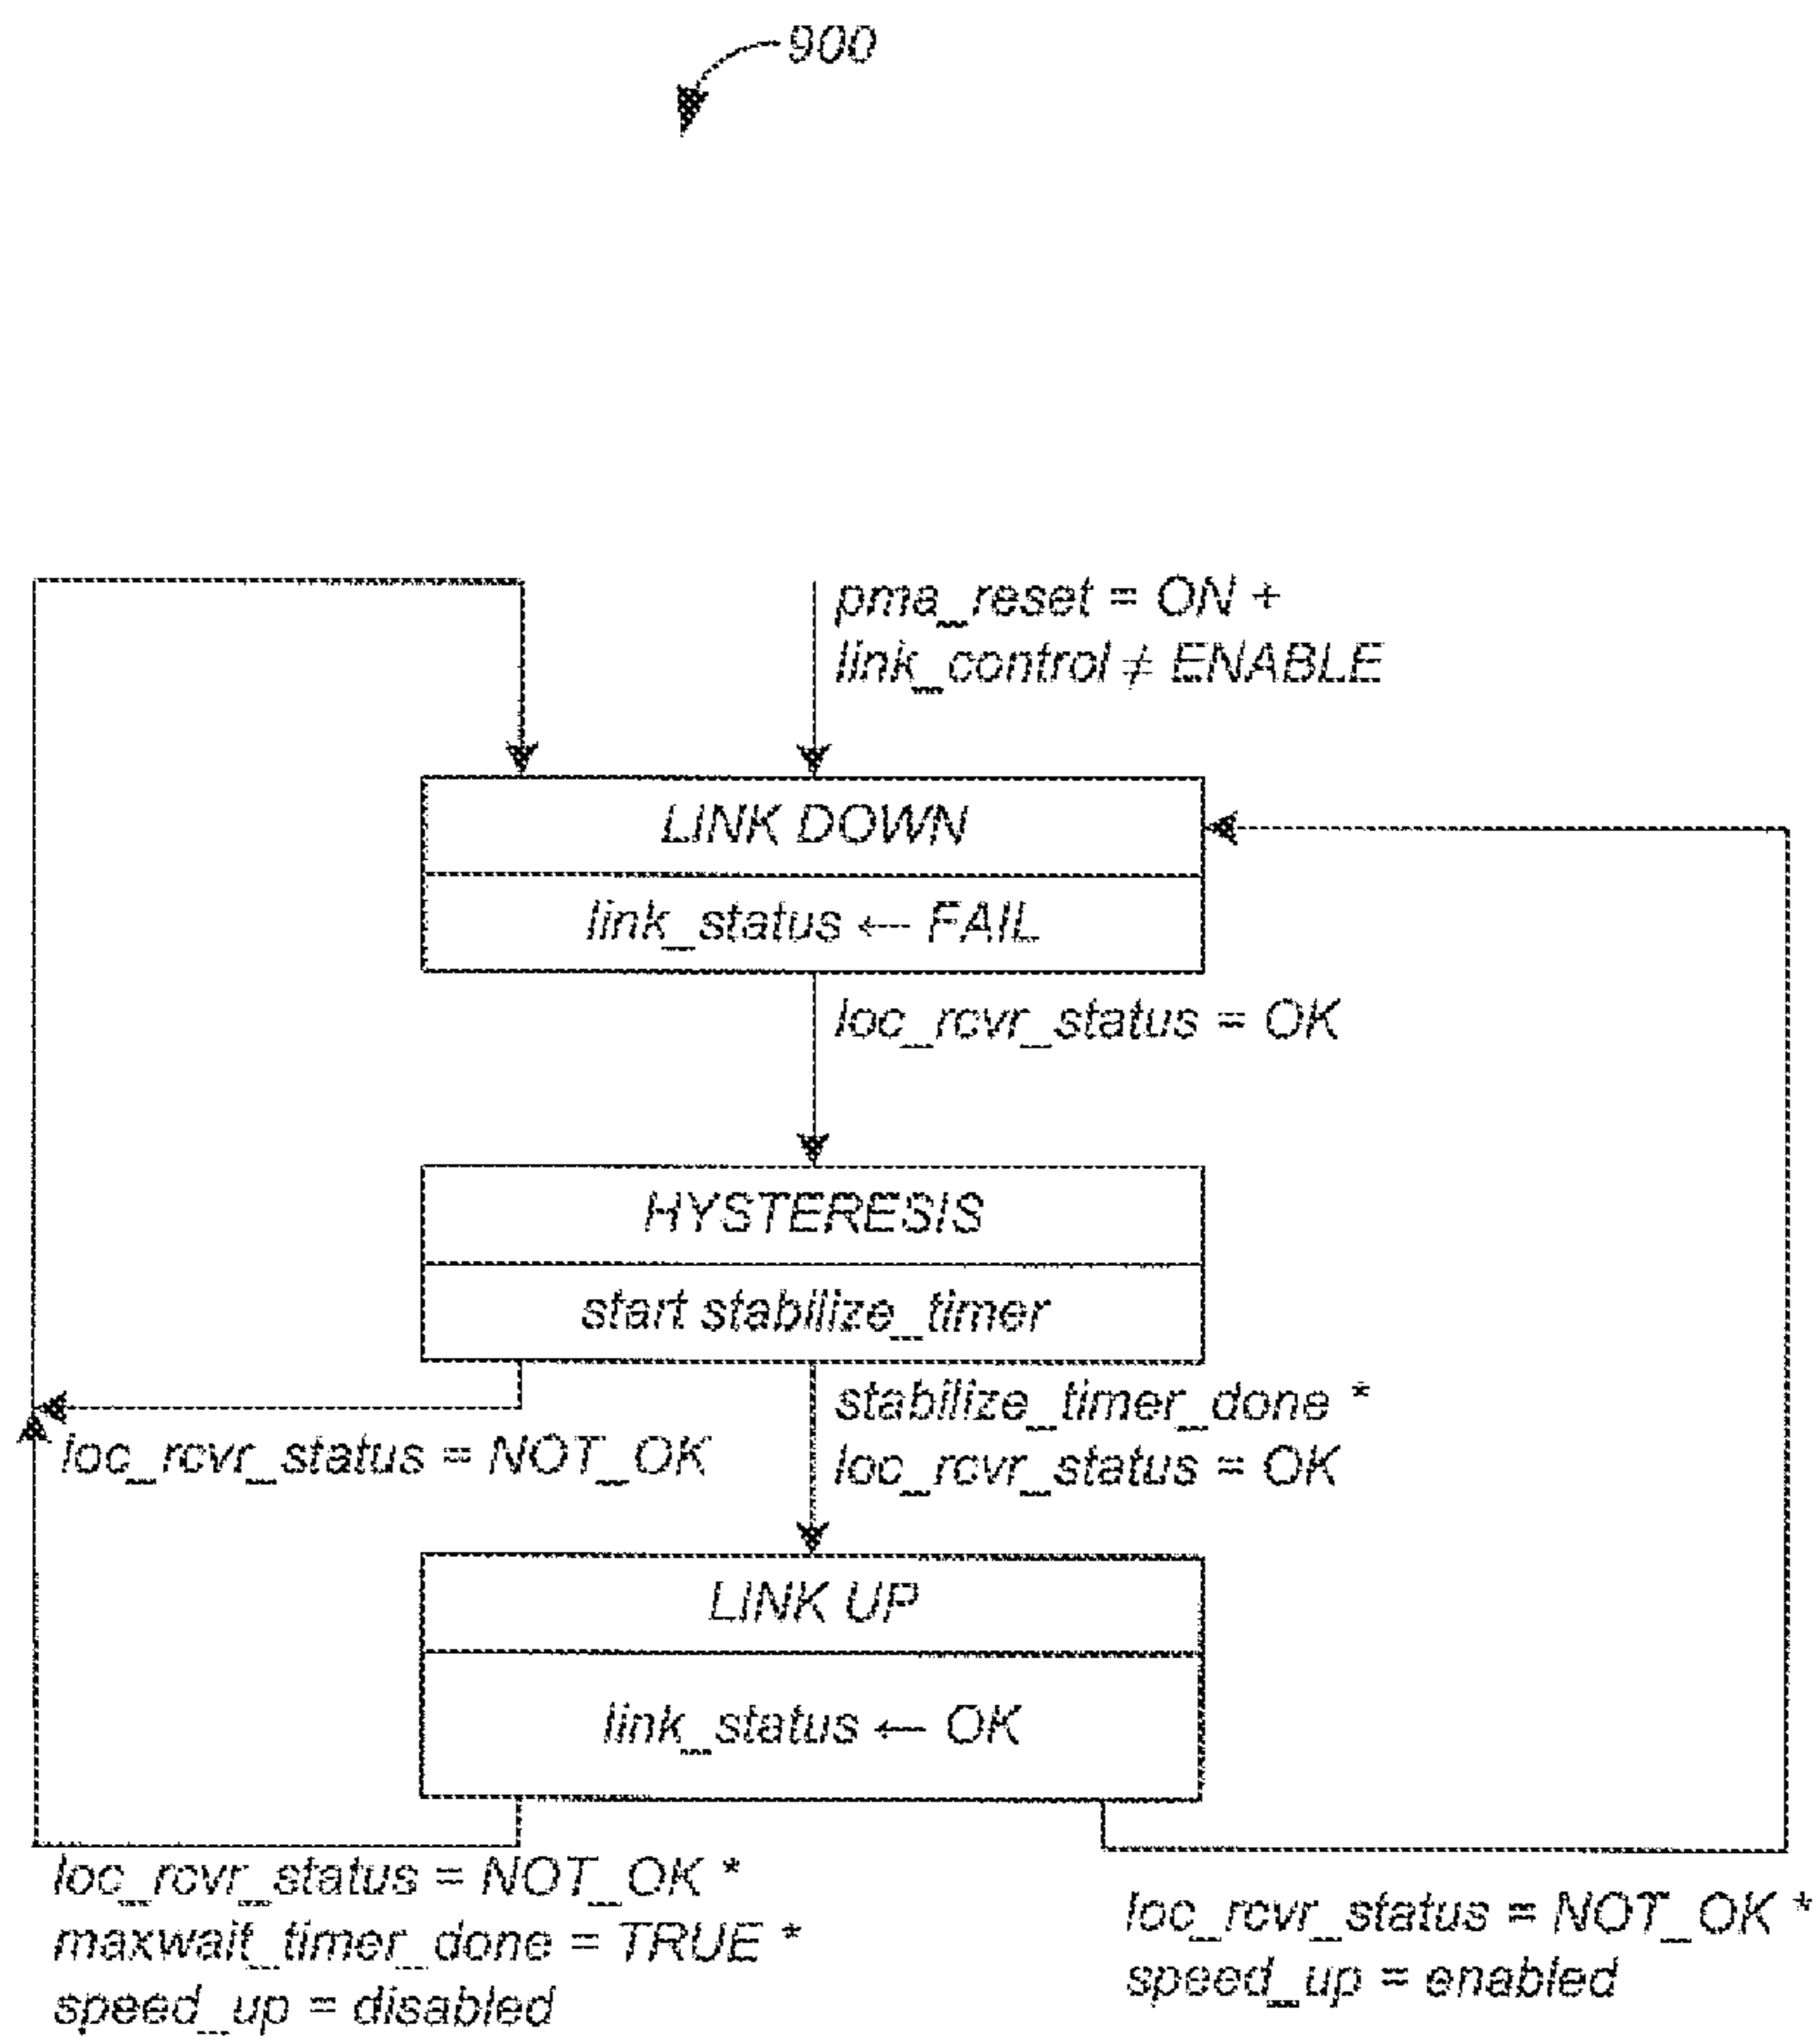 900
pma_reset = ON +
link_control ≠ ENABLE
LINK DOWN
link_status ← FAIL
loc_rcvr_status = OK
HYSTERESIS
start stabilize_timer
stabilize_timer_done *
loc_rcvr_status = OK
loc_rcvr_status = NOT_OK
LINK UP
link_status ← OK
loc_rcvr_status = NOT_OK *
maxwait_timer_done = TRUE *
speed_up = disabled
loc_rcvr_status = NOT_OK *
speed_up = enabled